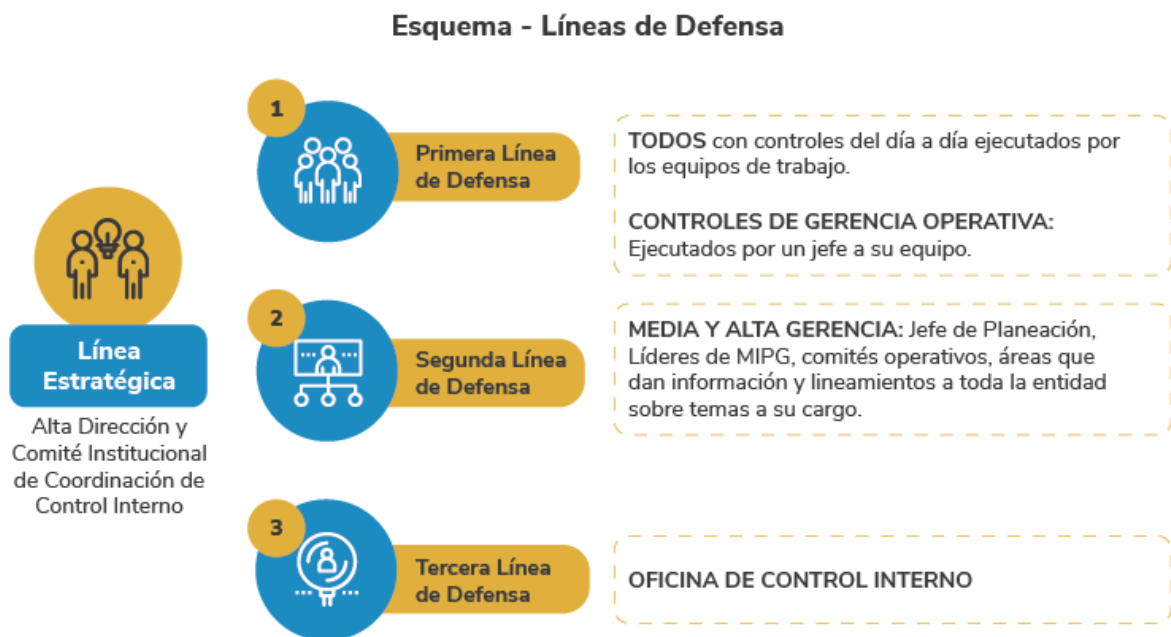 Esquema - Líneas de Defensa
Línea
Estratégica
Alta Dirección y
Comité Institucional
de Coordinación de
Control Interno
1
Primera Línea
de Defensa
TODOS con controles del día a día ejecutados por
los equipos de trabajo.
CONTROLES DE GERENCIA OPERATIVA:
Ejecutados por un jefe a su equipo.
2
Segunda Línea
de Defensa
MEDIA Y ALTA GERENCIA: Jefe de Planeación,
Líderes de MIPG, comités operativos, áreas que
dan información y lineamientos a toda la entidad
sobre temas a su cargo.
3
Tercera Línea
de Defensa
OFICINA DE CONTROL INTERNO